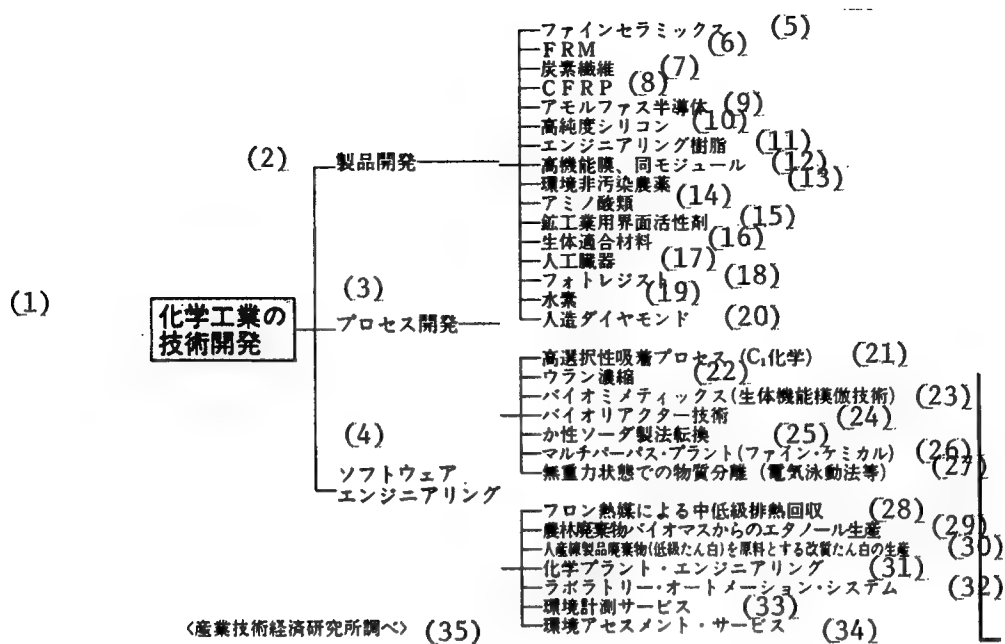 ファインセラミックス (5)
FRM (6)
炭素繊維 (7)
CFRP (8)
アモルファス半導体 (9)
高純度シリコン (10)
エンジニアリング樹脂 (11)
(2) 製品開発
高機能膜、同モジュール (12)
環境非汚染農薬 (13)
アミノ酸類 (14)
鉱工業用界面活性剤 (15)
生体適合材料 (16)
人工臓器 (17)
フォトレジスト (18)
水素 (19)
人造ダイヤモンド (20)
(1)
化学工業の
技術開発
(3)
プロセス開発
高選択性吸着プロセス (C₁化学) (21)
ウラン濃縮 (22)
バイオミメティックス(生体機能模倣技術) (23)
バイオリアクター技術 (24)
か性ソーダ製法転換 (25)
マルチパーパス・プラント(ファイン・ケミカル) (26)
無重力状態での物質分離 (電気泳動法等) (27)
(4)
ソフトウェア
エンジニアリング
フロン熱媒による中低級排熱回収 (28)
農林廃棄物バイオマスからのエタノール生産 (29)
人産練製品廃棄物(低級たん白)を原料とする改質たん白の生産 (30)
化学プラント・エンジニアリング (31)
ラボラトリー・オートメーション・システム (32)
環境計測サービス (33)
環境アセスメント・サービス (34)
〈産業技術経済研究所調べ〉 (35)